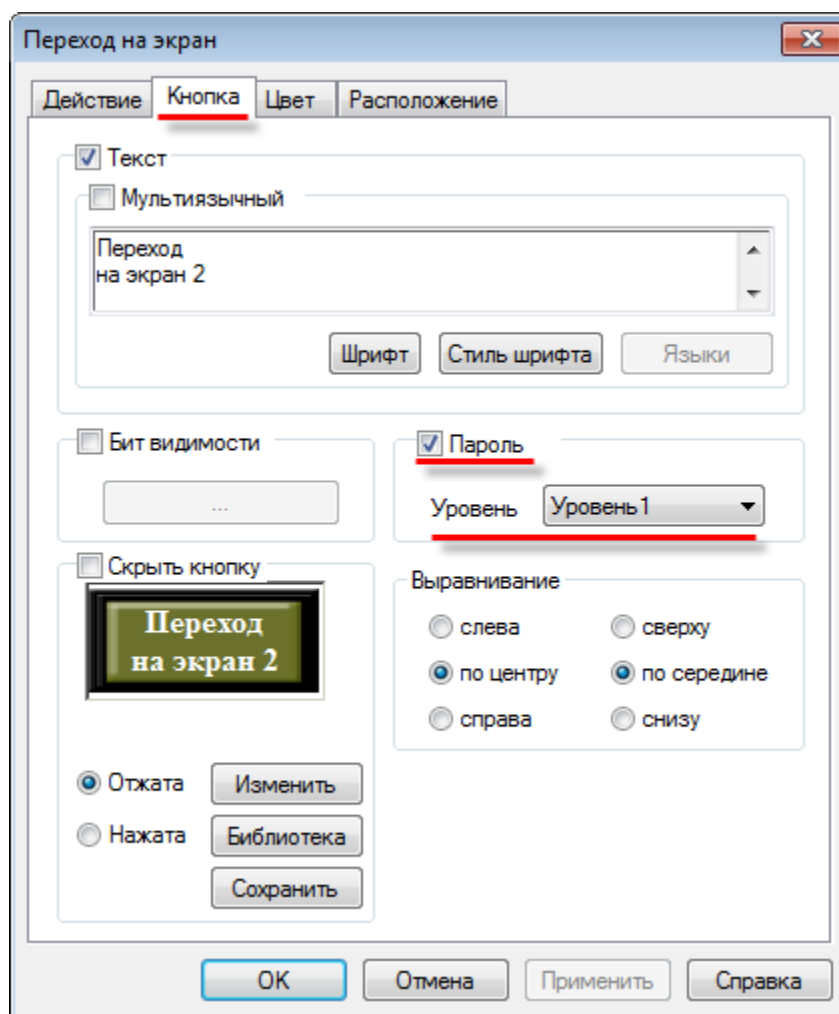 Переход на экран
Действие Кнопка Цвет Расположение
Текст
Мультиязычный
Переход
на экран 2
Шрифт Стиль шрифта Языки
Бит видимости
Пароль
...
Уровень Уровень1
Скрыть кнопку
Выравнивание
Переход
на экран 2
слева сверху
по центру по середине
справа снизу
Отжата Изменить
Нажата Библиотека
Сохранить
OK Отмена Применить Справка